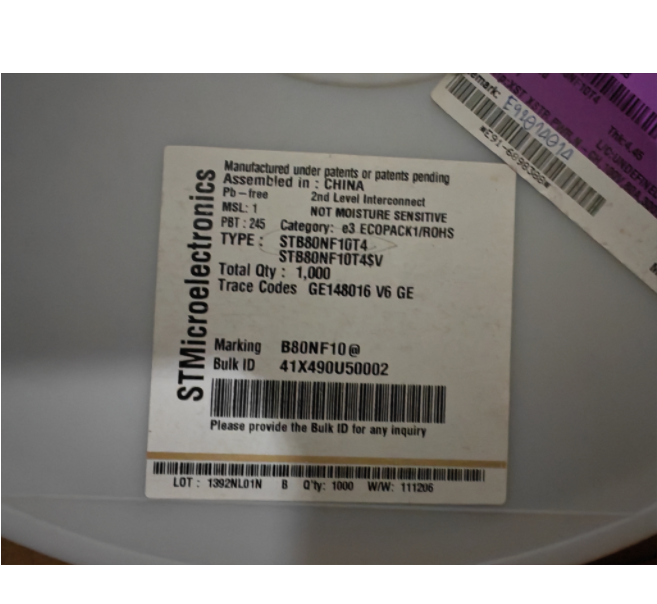 STMicroelectronics
Manufactured under patents or patents pending
Assembled in : CHINA
Pb-free 2nd Level Interconnect
MSL: 1 NOT MOISTURE SENSITIVE
PBT : 245 Category: e3 ECOPACK1/ROHS
TYPE : STB80NF10T4
STB80NF10T4$V
Total Qty : 1,000
Trace Codes GE148016 V6 GE
Marking B80NF10@
Bulk ID 41X490U50002
Please provide the Bulk ID for any inquiry
LOT : 1392NL01N B Q'ty: 1000 W/W: 111206